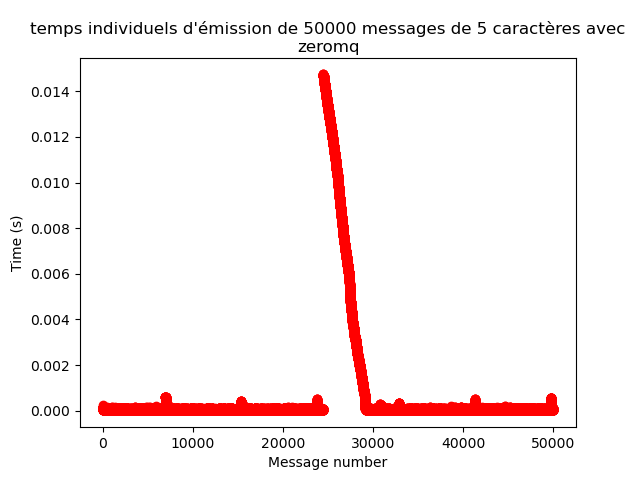 temps individuels d'émission de 50000 messages de 5 caractères avec
zeromq
0.014
0.012
0.010
0.008
0.006
0.004
0.002
0.000
Time (s)
0 10000 20000 30000 40000 50000
Message number